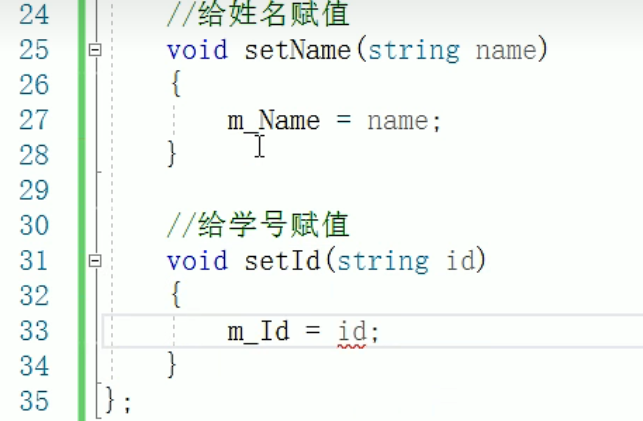 24 //给姓名赋值
25 void setName(string name)
26 {
27 m_Name = name;
28 }
29
30 //给学号赋值
31 void setId(string id)
32 {
33 m_Id = id;
34 }
35 };